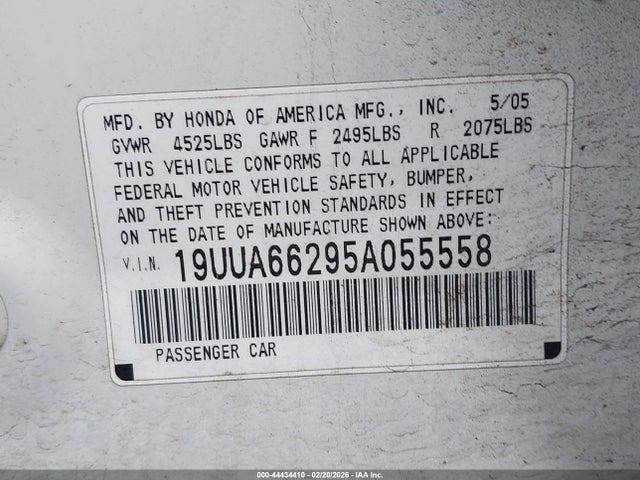 MFD. BY HONDA OF AMERICA MFG., INC. 5/05
GVWR 4525LBS GAWR F 2495LBS R 2075LBS
THIS VEHICLE CONFORMS TO ALL APPLICABLE
FEDERAL MOTOR VEHICLE SAFETY, BUMPER,
AND THEFT PREVENTION STANDARDS IN EFFECT
ON THE DATE OF MANUFACTURE SHOWN ABOVE:
V.I.N. 19UUA66295A055558
PASSENGER CAR
000-44434410 - 02/20/2026 - IAA Inc.